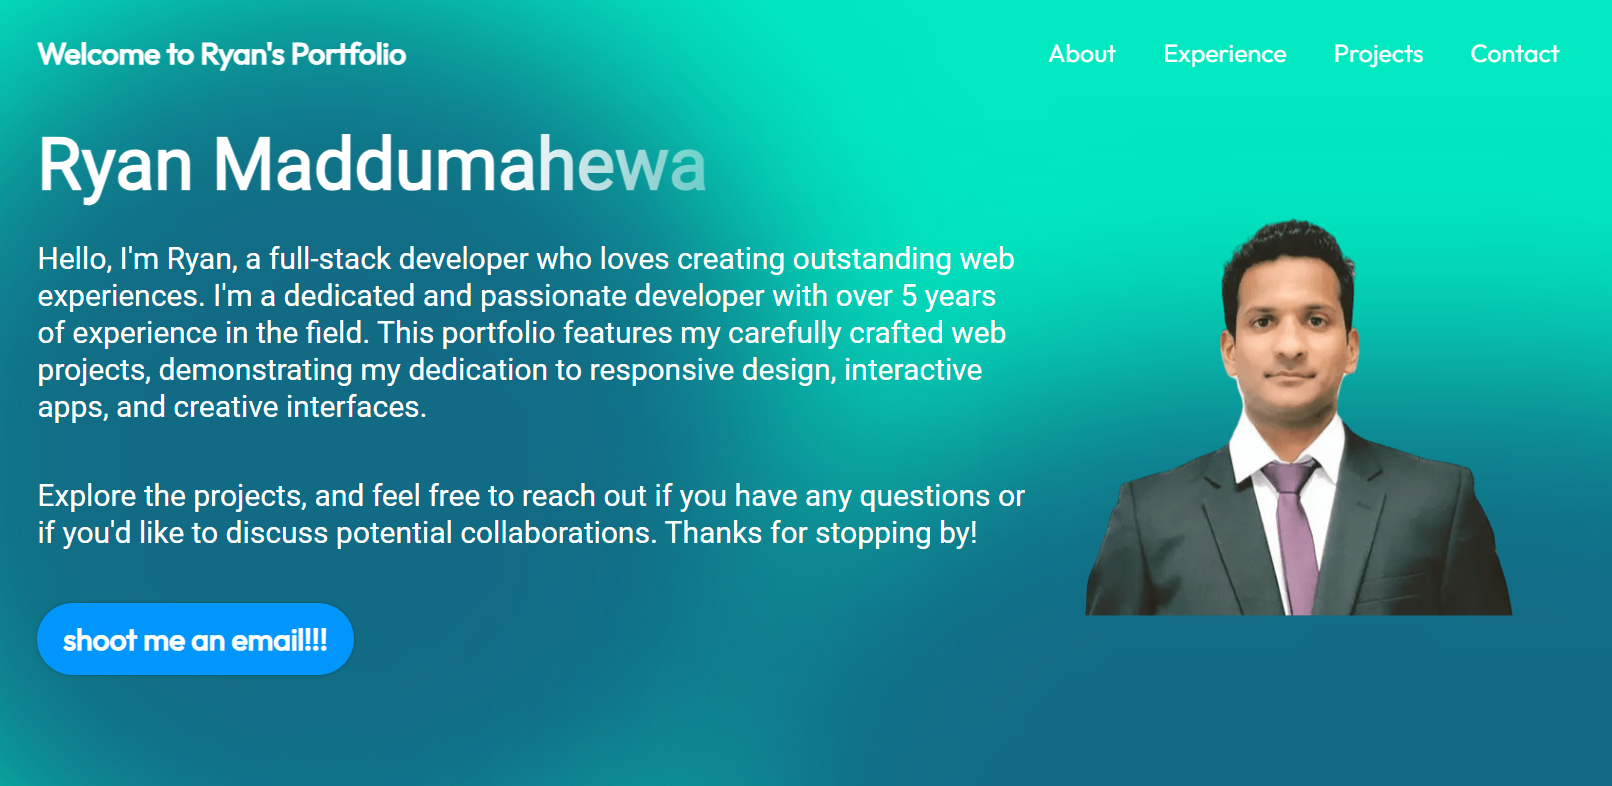 Welcome to Ryan's Portfolio
About Experience Projects Contact
Ryan Maddumahewa
Hello, I'm Ryan, a full-stack developer who loves creating outstanding web
experiences. I'm a dedicated and passionate developer with over 5 years
of experience in the field. This portfolio features my carefully crafted web
projects, demonstrating my dedication to responsive design, interactive
apps, and creative interfaces.
Explore the projects, and feel free to reach out if you have any questions or
if you'd like to discuss potential collaborations. Thanks for stopping by!
shoot me an email!!!